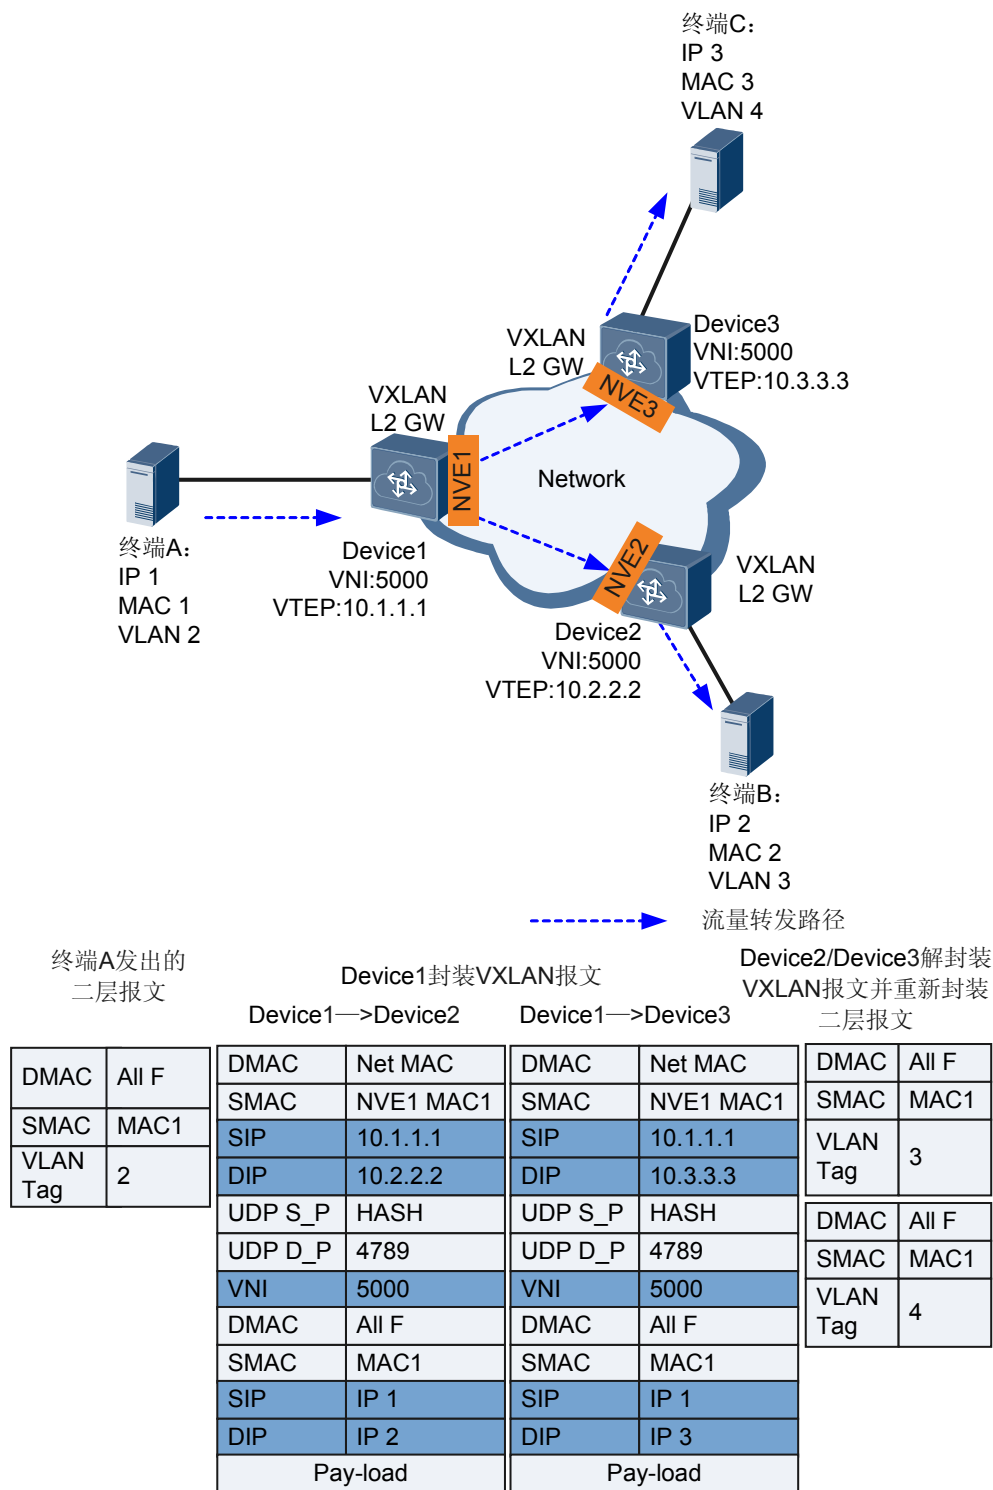 终端C：
IP 3
MAC 3
VLAN 4
VXLAN
L2 GW
Device3
VNI:5000
VTEP:10.3.3.3
NVE3
VXLAN
L2 GW
NVE1
Network
终端A：
IP 1
MAC 1
VLAN 2
Device1
VNI:5000
VTEP:10.1.1.1
NVE2
VXLAN
L2 GW
Device2
VNI:5000
VTEP:10.2.2.2
终端B：
IP 2
MAC 2
VLAN 3
流量转发路径
终端A发出的
二层报文
DMAC All F
SMAC MAC1
VLAN Tag 2
Device1封装VXLAN报文
Device1—>Device2
DMAC Net MAC
SMAC NVE1 MAC1
SIP 10.1.1.1
DIP 10.2.2.2
UDP S_P HASH
UDP D_P 4789
VNI 5000
DMAC All F
SMAC MAC1
SIP IP 1
DIP IP 2
Pay-load
Device1—>Device3
DMAC Net MAC
SMAC NVE1 MAC1
SIP 10.1.1.1
DIP 10.3.3.3
UDP S_P HASH
UDP D_P 4789
VNI 5000
DMAC All F
SMAC MAC1
SIP IP 1
DIP IP 3
Pay-load
Device2/Device3解封装
VXLAN报文并重新封装
二层报文
DMAC All F
SMAC MAC1
VLAN Tag 3
DMAC All F
SMAC MAC1
VLAN Tag 4